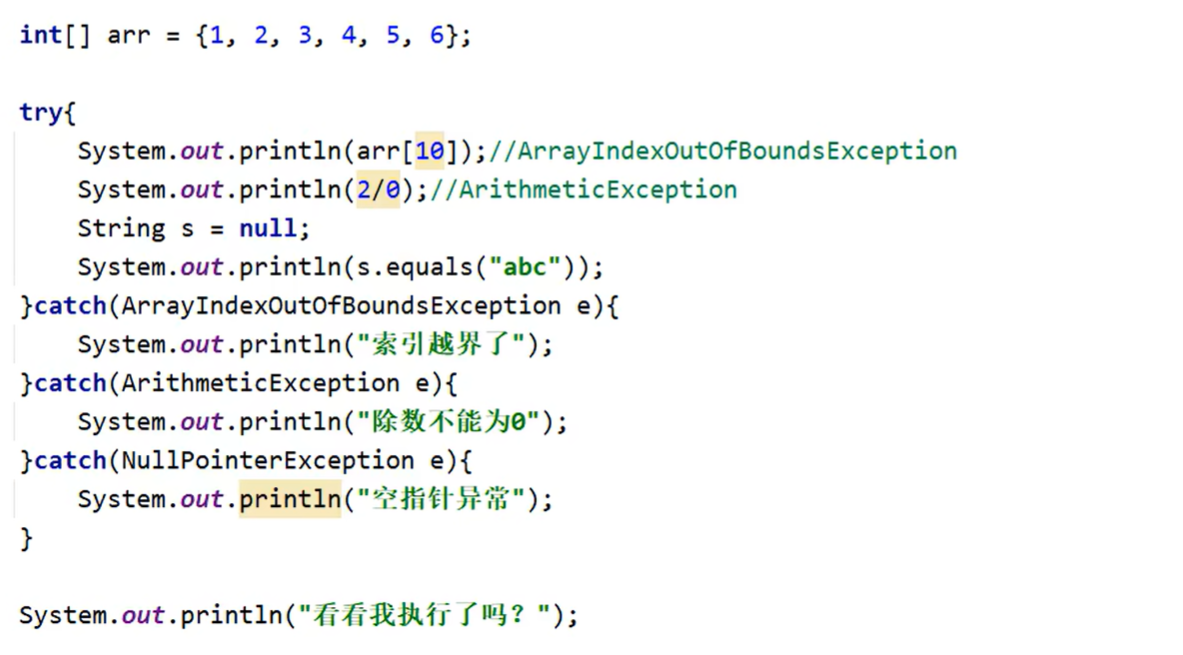 int[] arr = {1, 2, 3, 4, 5, 6};
try{
System.out.println(arr[10]);//ArrayIndexOutOfBoundsException
System.out.println(2/0);//ArithmeticException
String s = null;
System.out.println(s.equals("abc"));
}catch(ArrayIndexOutOfBoundsException e){
System.out.println("索引越界了");
}catch(ArithmeticException e){
System.out.println("除数不能为0");
}catch(NullPointerException e){
System.out.println("空指针异常");
}
System.out.println("看看我执行了吗？");